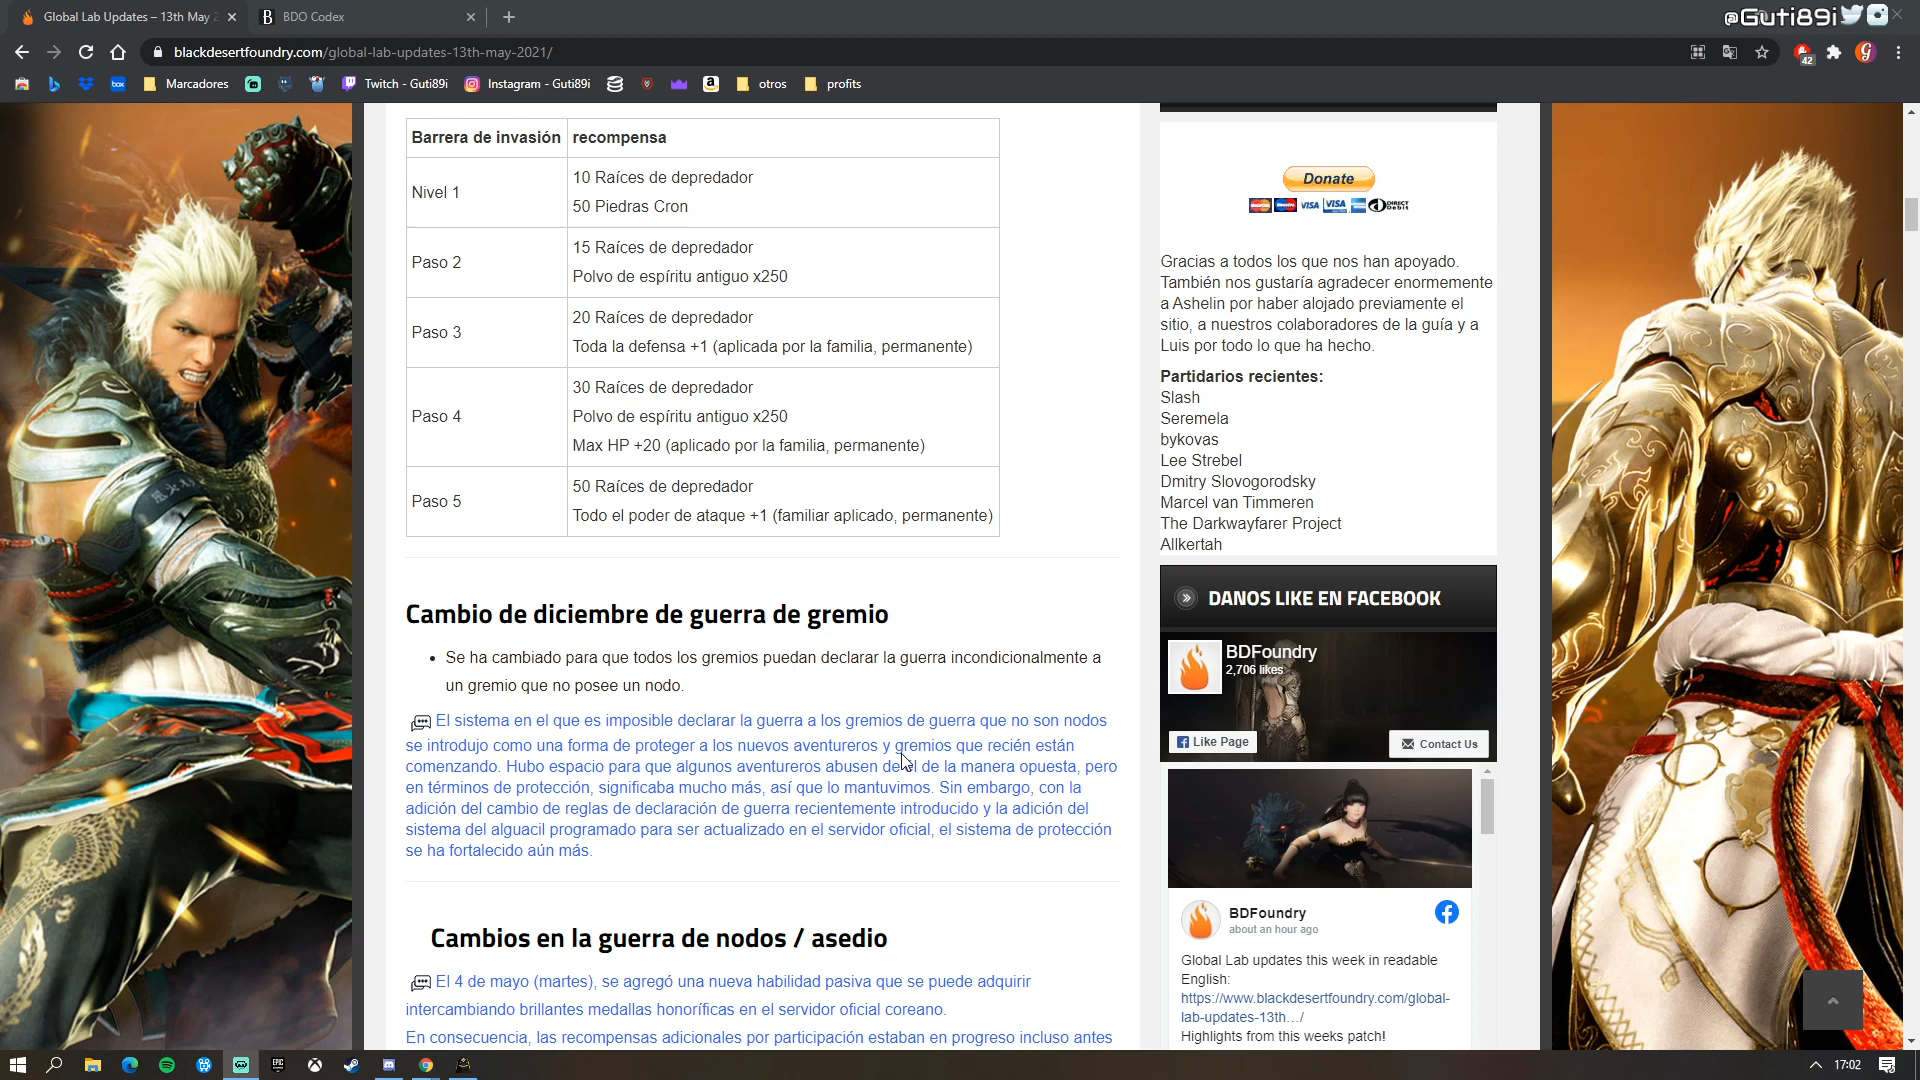 Global Lab Updates – 13th May 2
BDO Codex
@Guti89i
blackdesertfoundry.com/global-lab-updates-13th-may-2021/
42
Marcadores
Twitch - Guti89i
Instagram - Guti89i
otros
profits
Barrera de invasión recompensa
Nivel 1
10 Raíces de depredador
50 Piedras Cron
Paso 2
15 Raíces de depredador
Polvo de espíritu antiguo x250
Paso 3
20 Raíces de depredador
Toda la defensa +1 (aplicada por la familia, permanente)
Paso 4
30 Raíces de depredador
Polvo de espíritu antiguo x250
Max HP +20 (aplicado por la familia, permanente)
Paso 5
50 Raíces de depredador
Todo el poder de ataque +1 (familiar aplicado, permanente)
Cambio de diciembre de guerra de gremio
Se ha cambiado para que todos los gremios puedan declarar la guerra incondicionalmente a
un gremio que no posee un nodo.
El sistema en el que es imposible declarar la guerra a los gremios de guerra que no son nodos
se introdujo como una forma de proteger a los nuevos aventureros y gremios que recién están
comenzando. Hubo espacio para que algunos aventureros abusen de él de la manera opuesta, pero
en términos de protección, significaba mucho más, así que lo mantuvimos. Sin embargo, con la
adición del cambio de reglas de declaración de guerra recientemente introducido y la adición del
sistema del alguacil programado para ser actualizado en el servidor oficial, el sistema de protección
se ha fortalecido aún más.
Cambios en la guerra de nodos / asedio
El 4 de mayo (martes), se agregó una nueva habilidad pasiva que se puede adquirir
intercambiando brillantes medallas honoríficas en el servidor oficial coreano.
En consecuencia, las recompensas adicionales por participación estaban en progreso incluso antes
Donate
VISA VISA DIRECT Debit
Gracias a todos los que nos han apoyado.
También nos gustaría agradecer enormemente
a Ashelin por haber alojado previamente el
sitio, a nuestros colaboradores de la guía y a
Luis por todo lo que ha hecho.
Partidarios recientes:
Slash
Seremela
bykovas
Lee Strebel
Dmitry Slovogorodsky
Marcel van Timmeren
The Darkwayfarer Project
Allkertah
DANOS LIKE EN FACEBOOK
BDFoundry
2,706 likes
Like Page
Contact Us
BDFoundry
about an hour ago
Global Lab updates this week in readable
English:
https://www.blackdesertfoundry.com/global-
lab-updates-13th.../
Highlights from this weeks patch!
17:02